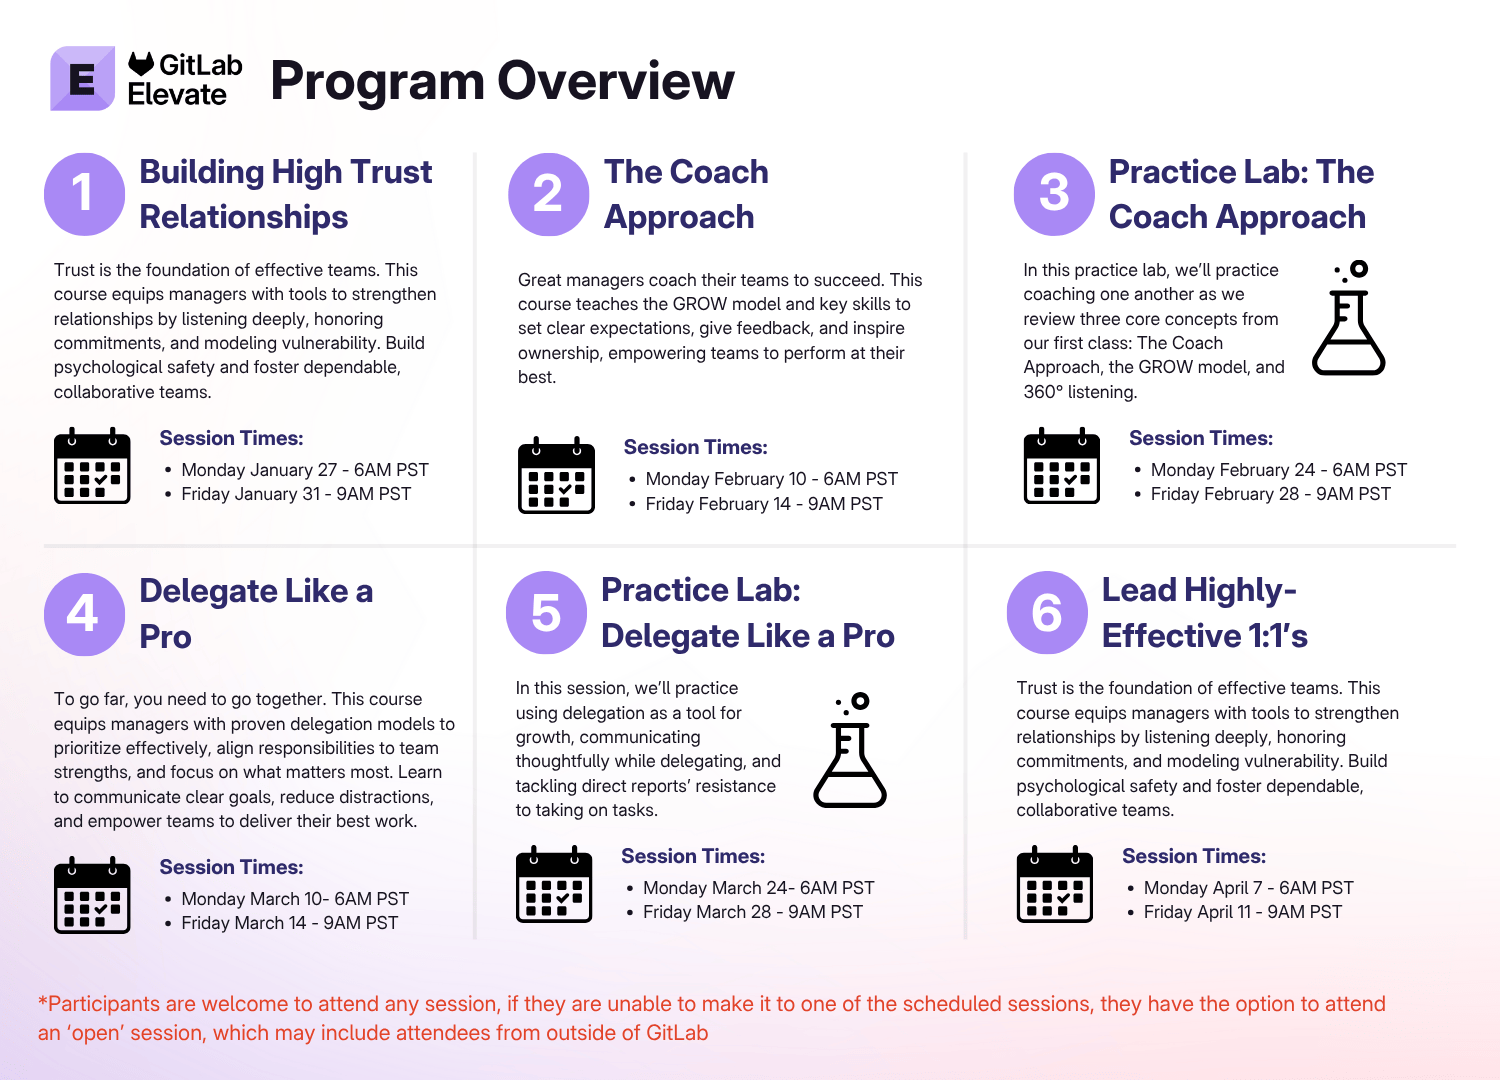 E
GitLab
Elevate
Program Overview
1
Building High Trust
Relationships
Trust is the foundation of effective teams. This
course equips managers with tools to strengthen
relationships by listening deeply, honoring
commitments, and modeling vulnerability. Build
psychological safety and foster dependable,
collaborative teams.
Session Times:
• Monday January 27 - 6AM PST
• Friday January 31 - 9AM PST
2
The Coach
Approach
Great managers coach their teams to succeed. This
course teaches the GROW model and key skills to
set clear expectations, give feedback, and inspire
ownership, empowering teams to perform at their
best.
Session Times:
• Monday February 10 - 6AM PST
• Friday February 14 - 9AM PST
3
Practice Lab: The
Coach Approach
In this practice lab, we’ll practice
coaching one another as we
review three core concepts from
our first class: The Coach
Approach, the GROW model, and
360° listening.
Session Times:
• Monday February 24 - 6AM PST
• Friday February 28 - 9AM PST
4
Delegate Like a
Pro
To go far, you need to go together. This course
equips managers with proven delegation models to
prioritize effectively, align responsibilities to team
strengths, and focus on what matters most. Learn
to communicate clear goals, reduce distractions,
and empower teams to deliver their best work.
Session Times:
• Monday March 10- 6AM PST
• Friday March 14 - 9AM PST
5
Practice Lab:
Delegate Like a Pro
In this session, we’ll practice
using delegation as a tool for
growth, communicating
thoughtfully while delegating, and
tackling direct reports’ resistance
to taking on tasks.
Session Times:
• Monday March 24- 6AM PST
• Friday March 28 - 9AM PST
6
Lead Highly-
Effective 1:1’s
Trust is the foundation of effective teams. This
course equips managers with tools to strengthen
relationships by listening deeply, honoring
commitments, and modeling vulnerability. Build
psychological safety and foster dependable,
collaborative teams.
Session Times:
• Monday April 7 - 6AM PST
• Friday April 11 - 9AM PST
*Participants are welcome to attend any session, if they are unable to make it to one of the scheduled sessions, they have the option to attend
an ‘open’ session, which may include attendees from outside of GitLab